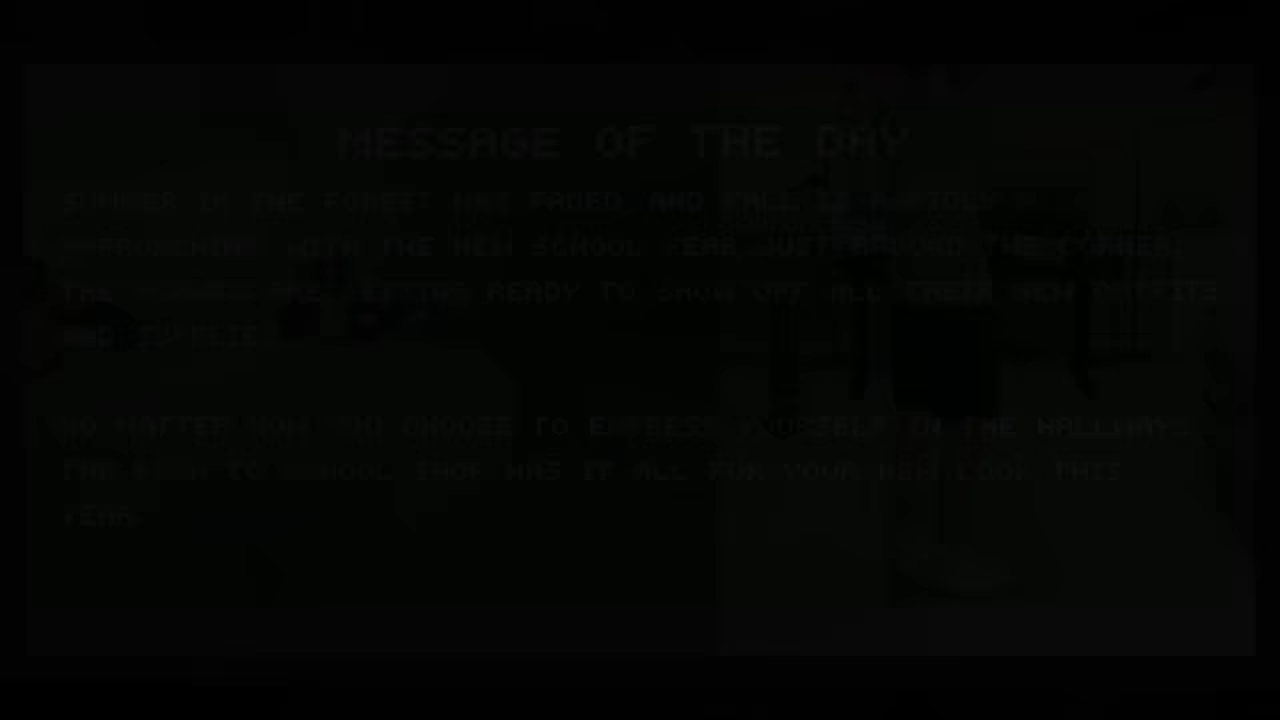 MESSAGE OF THE DAY
SUMMER IN THE FOREST HAS FADED AND FALL IS RAPIDLY
APPROACHING WITH THE NEW SCHOOL YEAR JUST AROUND THE CORNER.
THE ARE GETTING READY TO SHOW OFF ALL THEIR NEW OUTFITS
AND SUPPLIES
NO MATTER HOW YOU CHOOSE TO EXPRESS YOURSELF IN THE HALLWAYS
THE BACK TO SCHOOL SHOP HAS IT ALL FOR YOUR NEW LOOK THIS
YEAR